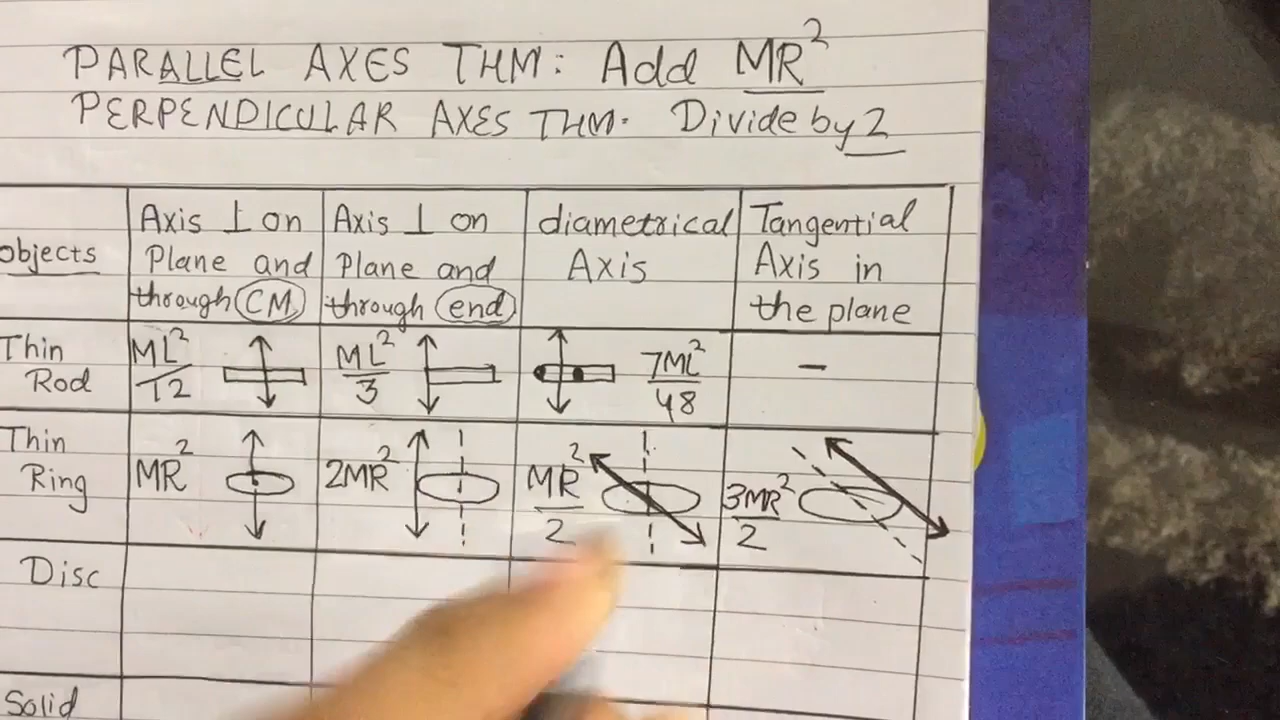 PARALLEL AXES THM: Add MR²
PERPENDICULAR AXES THM. Divide by 2
objects
Axis ⊥ on
Plane and
through CM
Axis ⊥ on
Plane and
through end
diametrical
Axis
Tangential
Axis in
the plane
Thin
Rod
ML²/12
ML²/3
7ML²/48
-
Thin
Ring
MR²
2MR²
MR²/2
3MR²/2
Disc
Solid